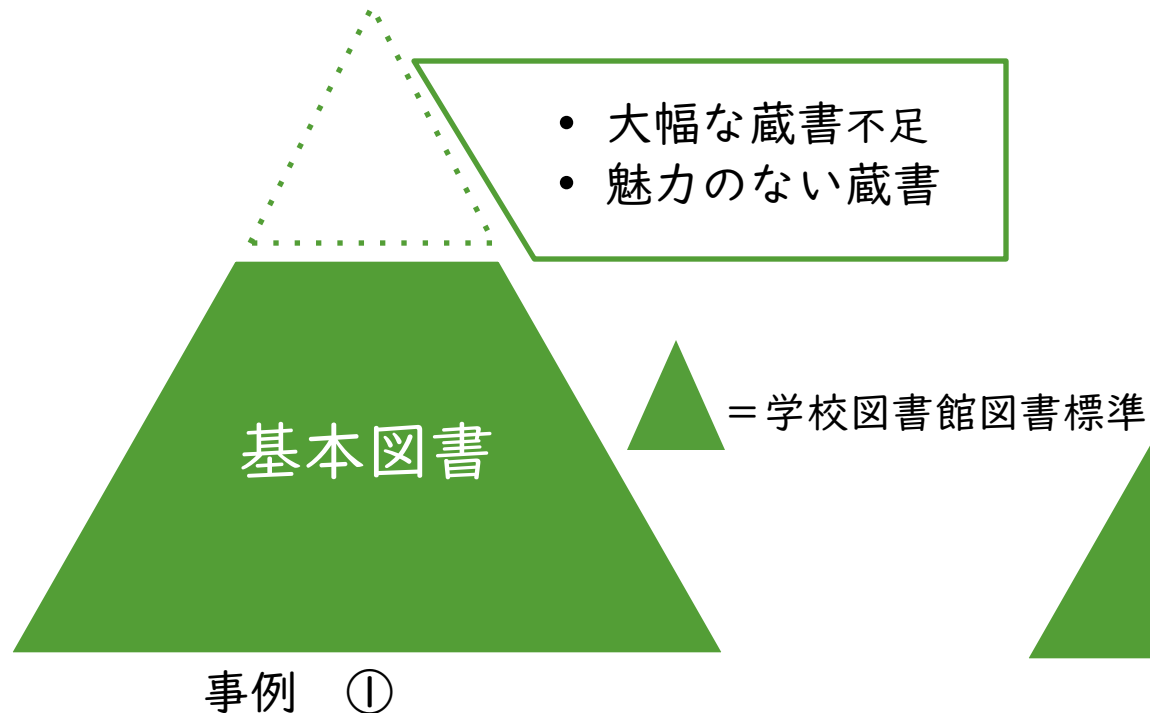 • 大幅な蔵書不足
• 魅力のない蔵書
基本図書
＝学校図書館図書標準
事例　①